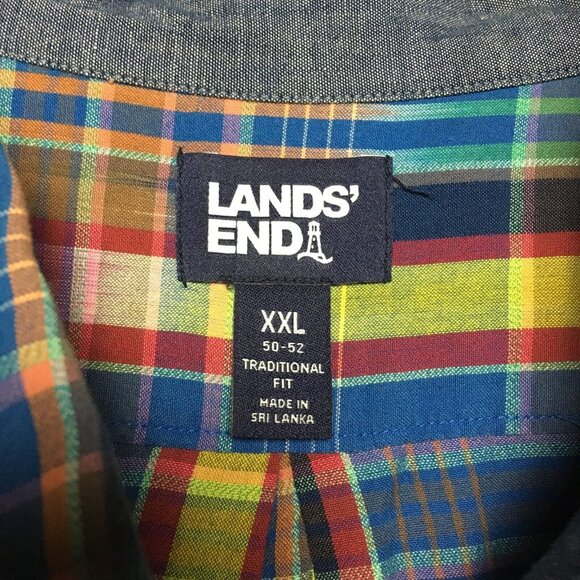 LANDS'
END
XXL
50-52
TRADITIONAL
FIT
MADE IN
SRI LANKA